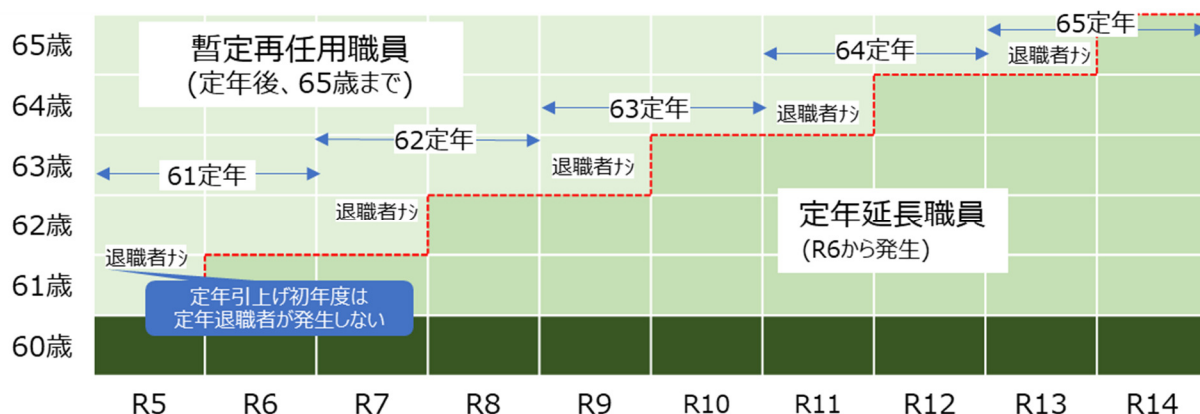 65歳
64歳
63歳
62歳
61歳
60歳
暫定再任用職員
(定年後、65歳まで)
65定年
64定年
退職者ﾅｼ
63定年
退職者ﾅｼ
62定年
退職者ﾅｼ
61定年
退職者ﾅｼ
退職者ﾅｼ
定年引上げ初年度は
定年退職者が発生しない
定年延長職員
(R6から発生)
R5 R6 R7 R8 R9 R10 R11 R12 R13 R14